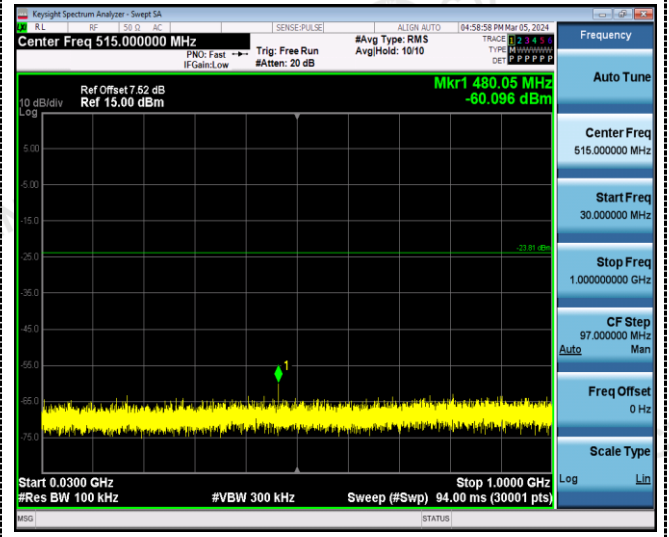 Keysight Spectrum Analyzer - Swept SA
RL RF 50 Ω AC SENSE:PULSE ALIGN AUTO 04:58:58 PM Mar 05, 2024
Center Freq 515.000000 MHz
PNO: Fast
IFGain:Low
Trig: Free Run
#Atten: 20 dB
#Avg Type: RMS
Avg|Hold: 10/10
TRACE 1 2 3 4 5 6
TYPE M WWWWW
DET P P P P P P
Ref Offset 7.52 dB
Ref 15.00 dBm
10 dB/div
Log
Mkr1 480.05 MHz
-60.096 dBm
5.00
-5.00
-15.0
-23.81 dBm
-25.0
-35.0
-45.0
-55.0
1
-65.0
-75.0
Start 0.0300 GHz Stop 1.0000 GHz
#Res BW 100 kHz #VBW 300 kHz Sweep (#Swp) 94.00 ms (30001 pts)
MSG STATUS
Frequency
Auto Tune
Center Freq
515.000000 MHz
Start Freq
30.000000 MHz
Stop Freq
1.000000000 GHz
CF Step
97.000000 MHz
Auto Man
Freq Offset
0 Hz
Scale Type
Log Lin